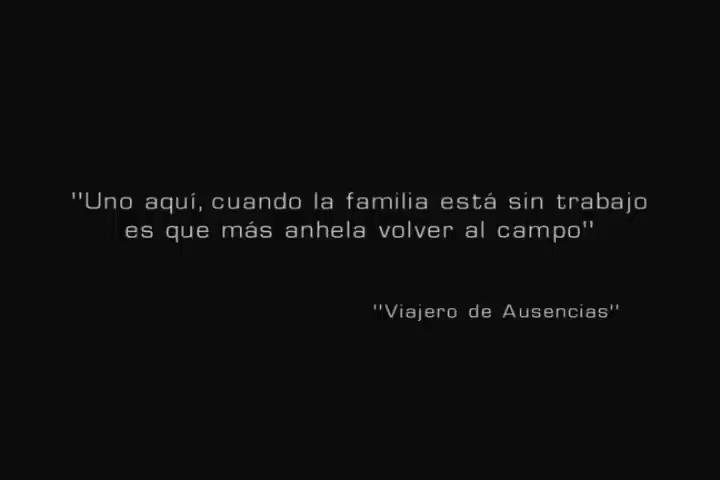 "Uno aquí, cuando la familia está sin trabajo
es que más anhela volver al campo"
"Viajero de Ausencias"